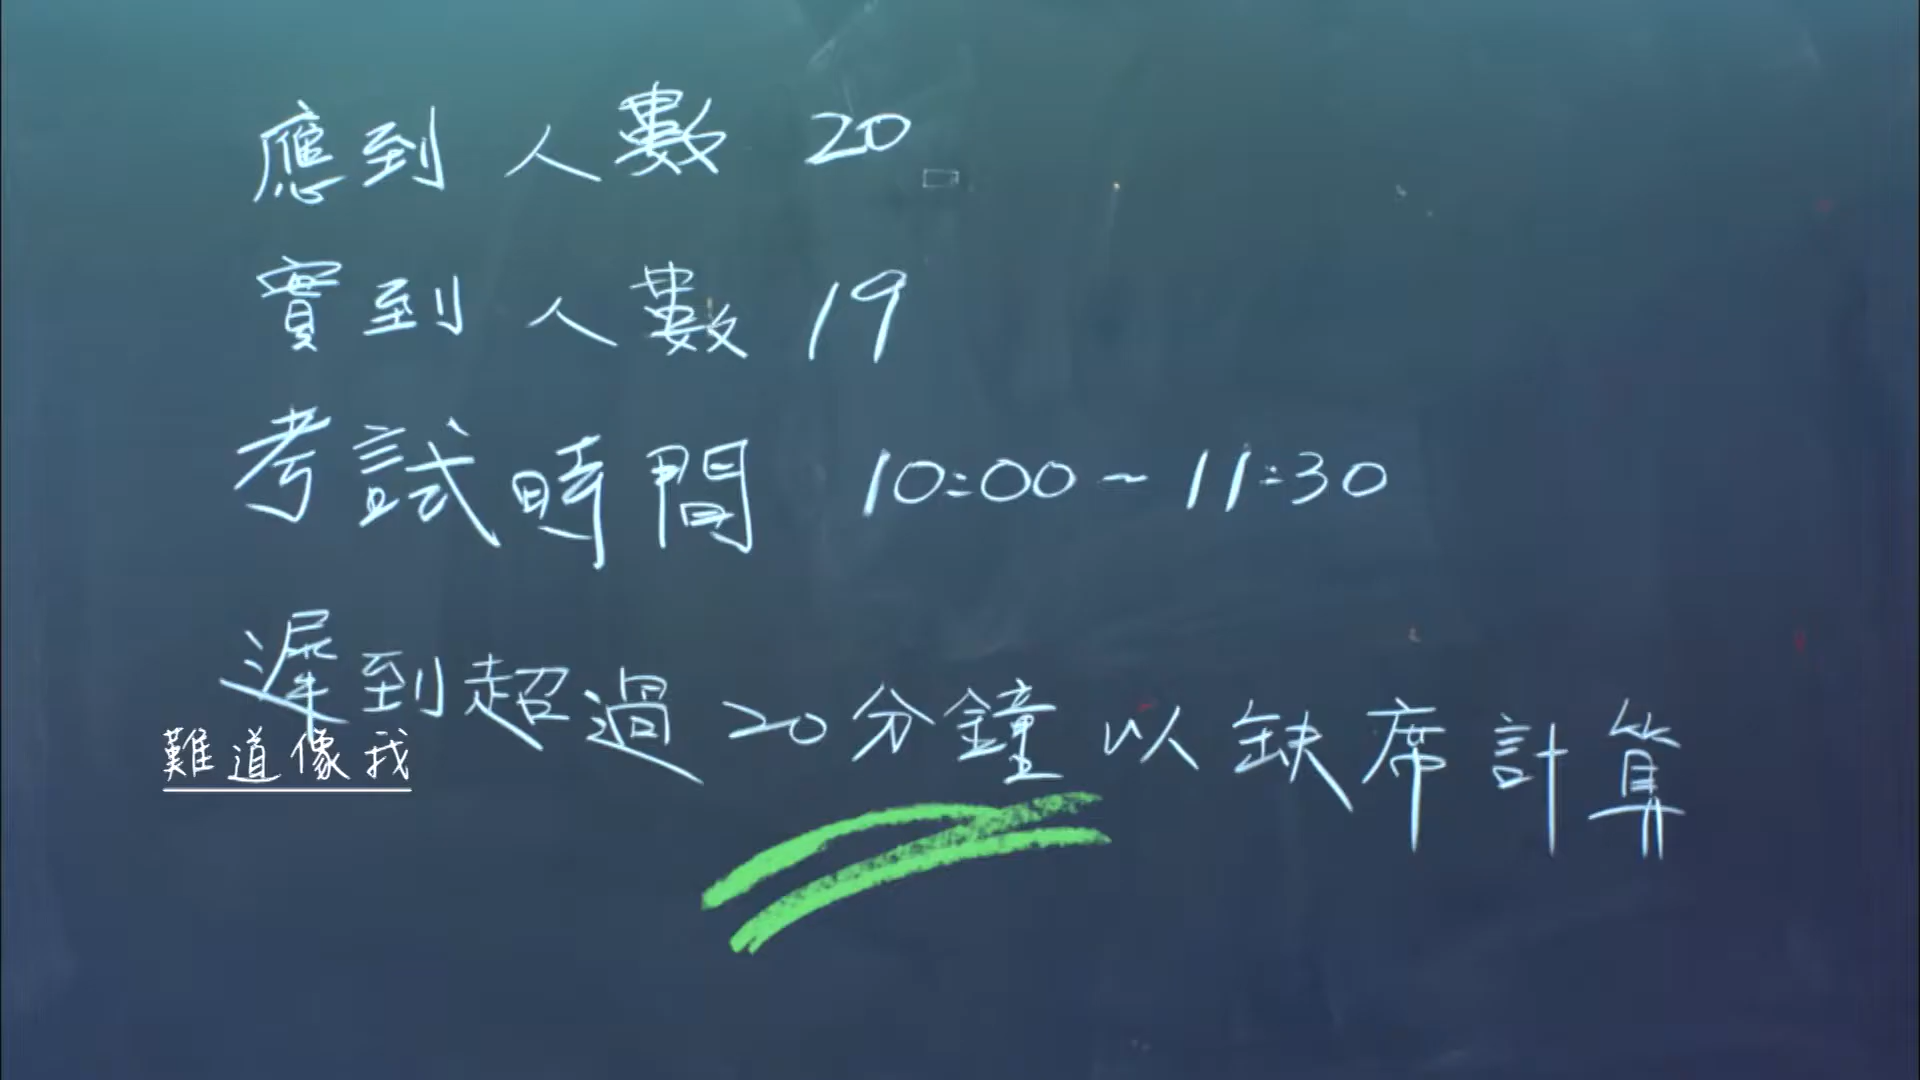 應到人數 20
實到人數 19
考試時間 10:00~11:30
遲到超過20分鐘以缺席計算
難道像我